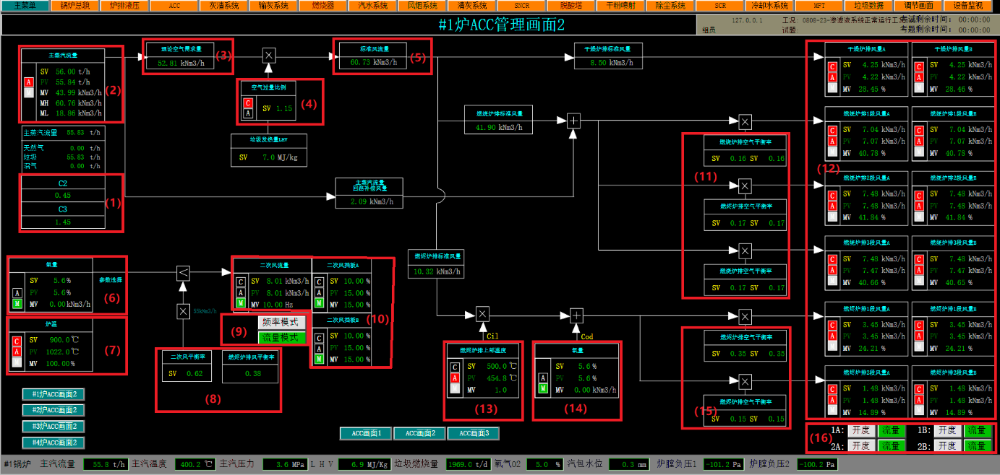 主菜单 锅炉总貌 炉排液压 ACC 灰渣系统 输灰系统 燃烧器 汽水系统 风烟系统 清灰系统 SNCR 脱酸塔 干粉喷射 除尘系统 SCR 冷却水系统 MFT 垃圾数据 调节画面 设备监视
#1炉ACC管理画面2
127.0.0.1 工况: 0808-23-渗滤液系统正常运行工
组员 试题:
考试剩余时间: 00:00:00
考题剩余时间: 00:00:00
主蒸汽流量
A
M
SV 56.00 t/h
PV 55.84 t/h
MV 43.99 kNm3/h
MH 60.76 kNm3/h
ML 18.86 kNm3/h
(2)
主蒸汽流量 55.83 t/h
天然气 0.00 t/h
垃圾 55.83 t/h
沼气 0.00 t/h
C2
0.45
C3
1.45
(1)
理论空气需求量
52.81 kNm3/h
(3)
×
空气过量比例
C
A
SV 1.15
(4)
垃圾发热量LHV
SV 7.0 MJ/kg
标准风流量
60.73 kNm3/h
(5)
干燥炉排标准风量
8.50 kNm3/h
燃烧炉排标准风量
41.90 kNm3/h
+
主蒸汽流量
回路补偿风量
2.09 kNm3/h
燃烬炉排标准风量
10.32 kNm3/h
氧量
A
M
SV 5.6%
PV 5.6%
MV 0.00 kNm3/h
参数选择
(6)
炉温
C
A
M
SV 900.0 ℃
PV 1022.0 ℃
MV 100.00%
(7)
<
×
55kNm3/h
二次风平衡率
SV 0.62
燃烬炉排风平衡率
0.38
(8)
二次风流量
C
A
M
SV 8.01 kNm3/h
PV 8.01 kNm3/h
MV 10.00 Hz
(9)
频率模式
流量模式
二次风挡板A
C
A
M
SV 10.00 %
PV 15.00 %
MV 15.00 %
二次风挡板B
C
A
M
SV 10.00 %
PV 15.00 %
MV 15.00 %
(10)
×
Cil
燃烬炉排上部温度
C
A
M
SV 500.0 ℃
PV 454.8 ℃
MV 1.0
(13)
+
Cod
氧量
A
M
SV 5.6%
PV 5.6%
MV 0.00 kNm3/h
(14)
×
燃烧炉排空气平衡率
SV 0.16 SV 0.16
(11)
×
燃烧炉排空气平衡率
SV 0.17 SV 0.17
×
燃烧炉排空气平衡率
SV 0.17 SV 0.17
×
燃烬炉排空气平衡率
SV 0.35 SV 0.35
×
燃烬炉排空气平衡率
(15)
SV 0.15 SV 0.15
干燥炉排风量A
C
A
M
SV 4.25 kNm3/h
PV 4.22 kNm3/h
MV 28.45 %
干燥炉排风量B
C
A
M
SV 4.25 kNm3/h
PV 4.22 kNm3/h
MV 28.46 %
燃烧炉排1段风量A
C
A
M
SV 7.04 kNm3/h
PV 7.07 kNm3/h
MV 40.78 %
燃烧炉排1段风量B
C
A
M
SV 7.04 kNm3/h
PV 7.07 kNm3/h
MV 40.78 %
(12)
燃烧炉排2段风量A
C
A
M
SV 7.48 kNm3/h
PV 7.48 kNm3/h
MV 41.84 %
燃烧炉排2段风量B
C
A
M
SV 7.48 kNm3/h
PV 7.48 kNm3/h
MV 41.84 %
燃烧炉排3段风量A
C
A
M
SV 7.48 kNm3/h
PV 7.48 kNm3/h
MV 40.66 %
燃烧炉排3段风量B
C
A
M
SV 7.48 kNm3/h
PV 7.48 kNm3/h
MV 40.65 %
燃烬炉排1段风量A
C
A
M
SV 3.45 kNm3/h
PV 3.45 kNm3/h
MV 24.21 %
燃烬炉排1段风量B
C
A
M
SV 3.45 kNm3/h
PV 3.45 kNm3/h
MV 24.21 %
燃烬炉排2段风量A
C
A
M
SV 1.48 kNm3/h
PV 1.48 kNm3/h
MV 14.89 %
燃烬炉排2段风量B
C
A
M
SV 1.48 kNm3/h
PV 1.48 kNm3/h
MV 14.89 %
(16)
1A: 开度 流量 1B: 开度 流量
2A: 开度 流量 2B: 开度 流量
#1炉ACC画面2
#2炉ACC画面2
#3炉ACC画面2
#4炉ACC画面2
ACC画面1 ACC画面2 ACC画面3
#1锅炉 主汽流量 55.8 t/h 主汽温度 400.2 ℃ 主汽压力 3.6 MPa L H V 6.9 MJ/Kg 垃圾燃烧量 1969.0 t/d 氧气O2 5.0 % 汽包水位 0.3 mm 炉膛负压1 -101.2 Pa 炉膛负压2 -100.2 Pa